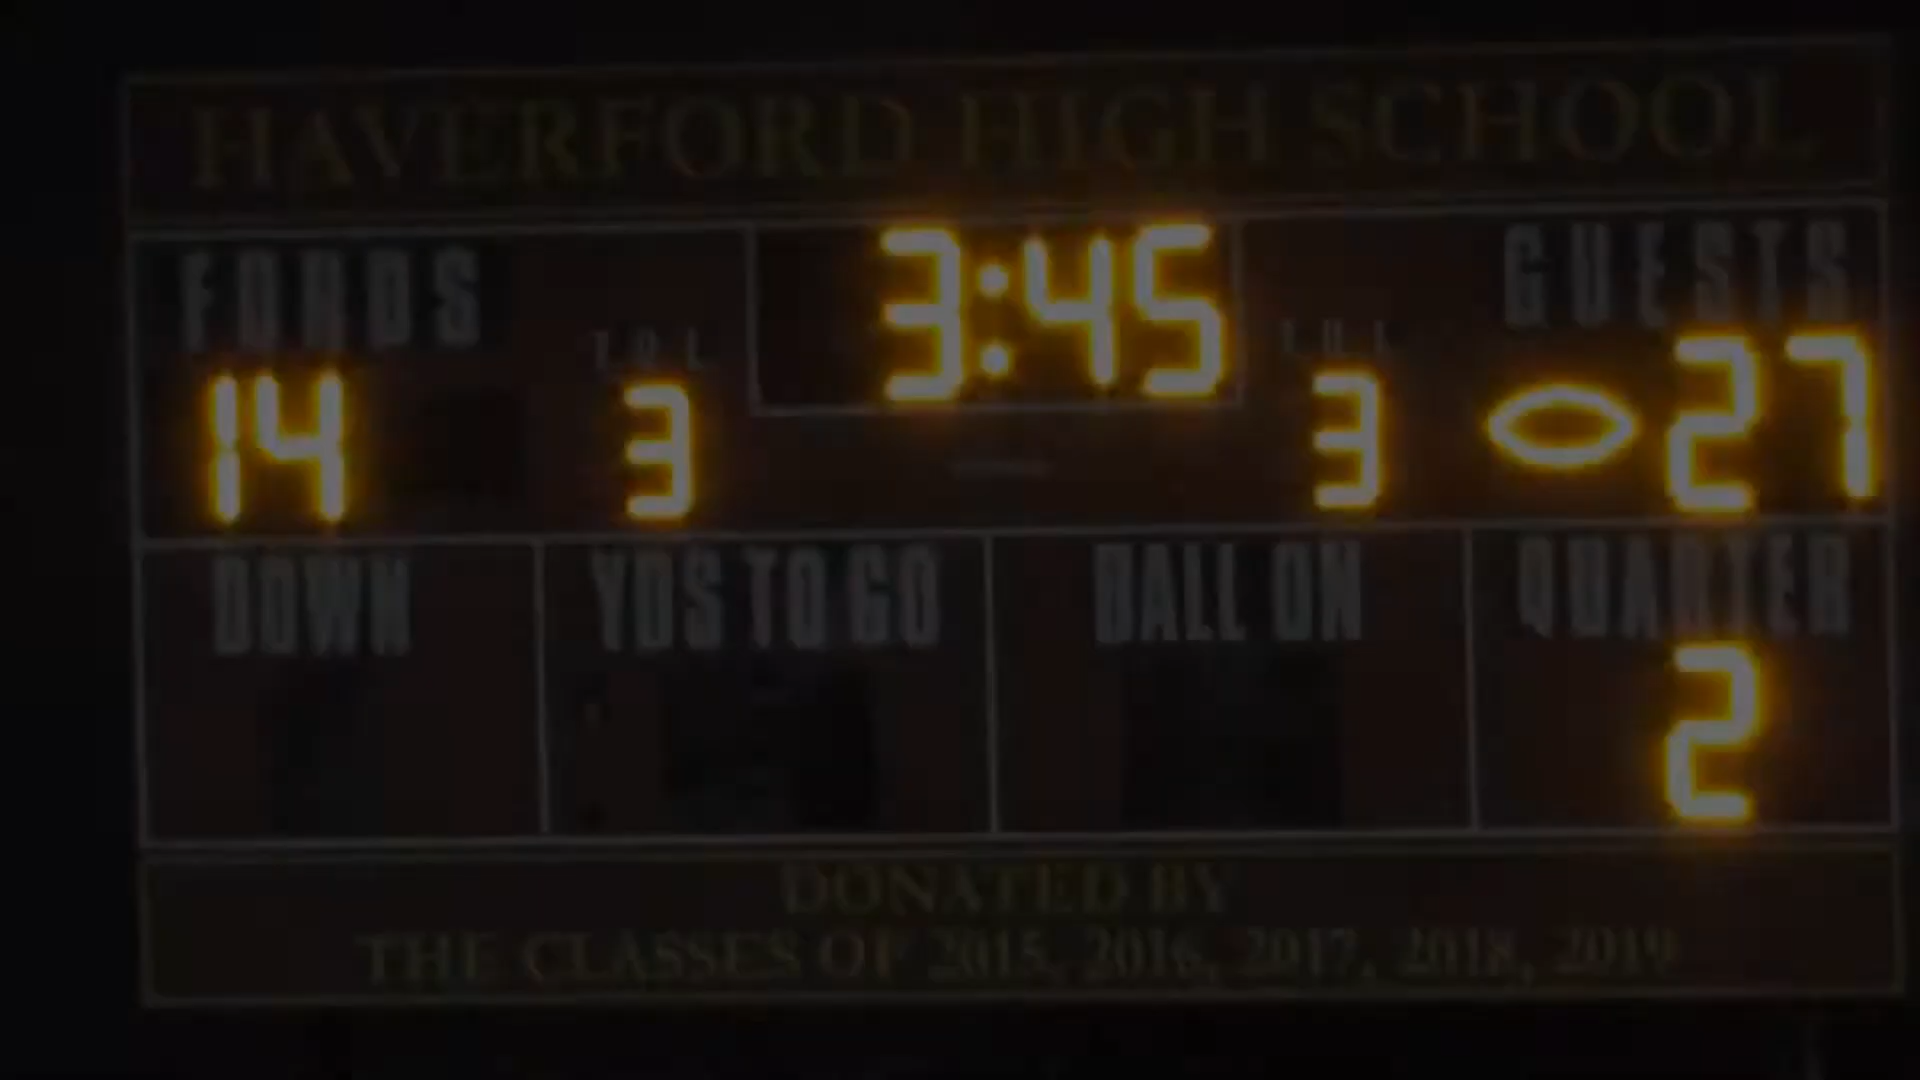 HAVERFORD HIGH SCHOOL
FORDS 3:45 GUESTS
T.O.L T.O.L
14 3 3 27
DOWN YDS TO GO BALL ON QUARTER
2
DONATED BY
THE CLASSES OF 2015, 2016, 2017, 2018, 2019